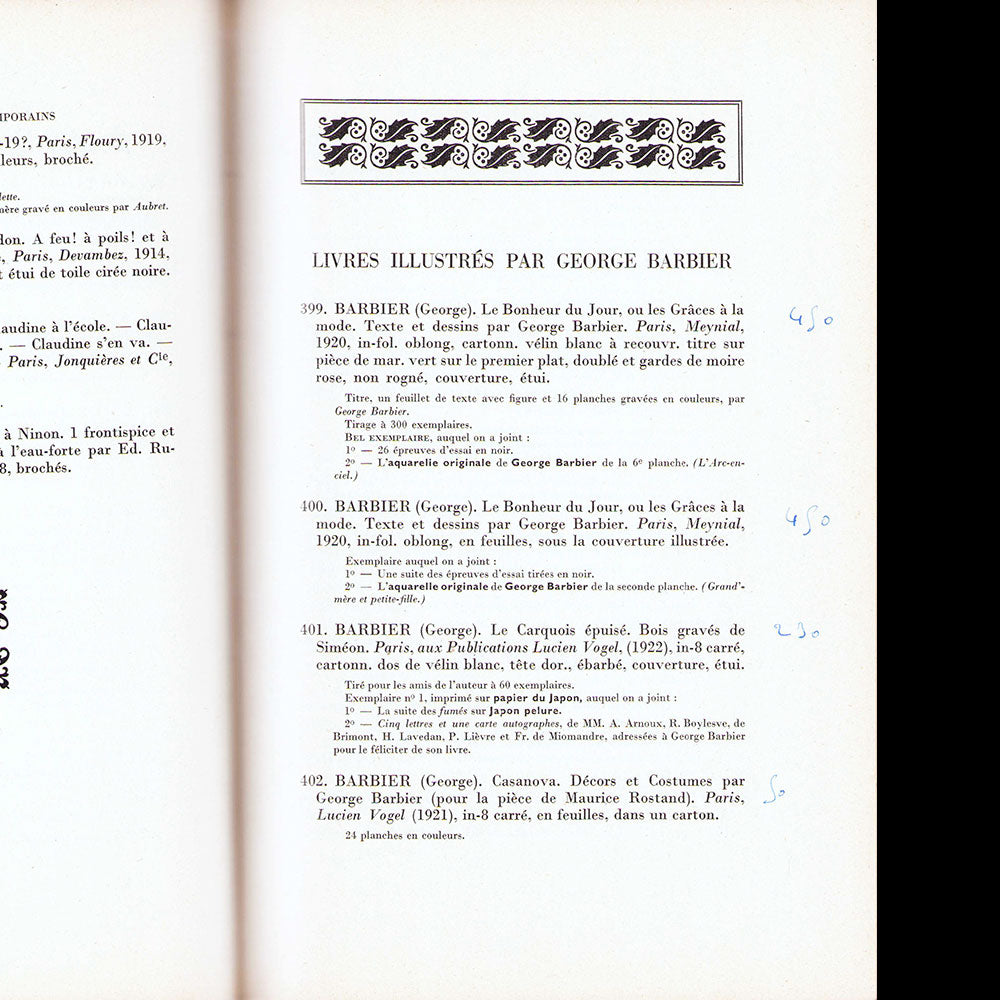 MPORAINS
-19?, Paris, Floury, 1919,
leurs, broché.
lette.
nère gravé en couleurs par Aubret.
don. A feu! à poils! et à
, Paris, Devambez, 1914,
t étui de toile cirée noire.
audine à l'école. — Clau-
. — Claudine s'en va. —
Paris, Jonquières et Cie,
.
à Ninon. 1 frontispice et
à l'eau-forte par Ed. Ru-
8, brochés.
LIVRES ILLUSTRÉS PAR GEORGE BARBIER
399. BARBIER (George). Le Bonheur du Jour, ou les Grâces à la
mode. Texte et dessins par George Barbier. Paris, Meynial,
1920, in-fol. oblong, cartonn. vélin blanc à recouvr. titre sur
pièce de mar. vert sur le premier plat, doublé et gardes de moire
rose, non rogné, couverture, étui.
450
Titre, un feuillet de texte avec figure et 16 planches gravées en couleurs, par
George Barbier.
Tirage à 300 exemplaires.
BEL EXEMPLAIRE, auquel on a joint :
1º — 26 épreuves d'essai en noir.
2º — L'aquarelle originale de George Barbier de la 6e planche. (L'Arc-en-
ciel.)
400. BARBIER (George). Le Bonheur du Jour, ou les Grâces à la
mode. Texte et dessins par George Barbier. Paris, Meynial,
1920, in-fol. oblong, en feuilles, sous la couverture illustrée.
450
Exemplaire auquel on a joint :
1º — Une suite des épreuves d'essai tirées en noir.
2º — L'aquarelle originale de George Barbier de la seconde planche. (Grand'-
mère et petite-fille.)
401. BARBIER (George). Le Carquois épuisé. Bois gravés de
Siméon. Paris, aux Publications Lucien Vogel, (1922), in-8 carré,
cartonn. dos de vélin blanc, tête dor., ébarbé, couverture, étui.
230
Tiré pour les amis de l'auteur à 60 exemplaires.
Exemplaire nº 1, imprimé sur papier du Japon, auquel on a joint :
1º — La suite des fumés sur Japon pelure.
2º — Cinq lettres et une carte autographes, de MM. A. Arnoux, R. Boylesve, de
Brimont, H. Lavedan, P. Lièvre et Fr. de Miomandre, adressées à George Barbier
pour le féliciter de son livre.
402. BARBIER (George). Casanova. Décors et Costumes par
George Barbier (pour la pièce de Maurice Rostand). Paris,
Lucien Vogel (1921), in-8 carré, en feuilles, dans un carton.
50
24 planches en couleurs.